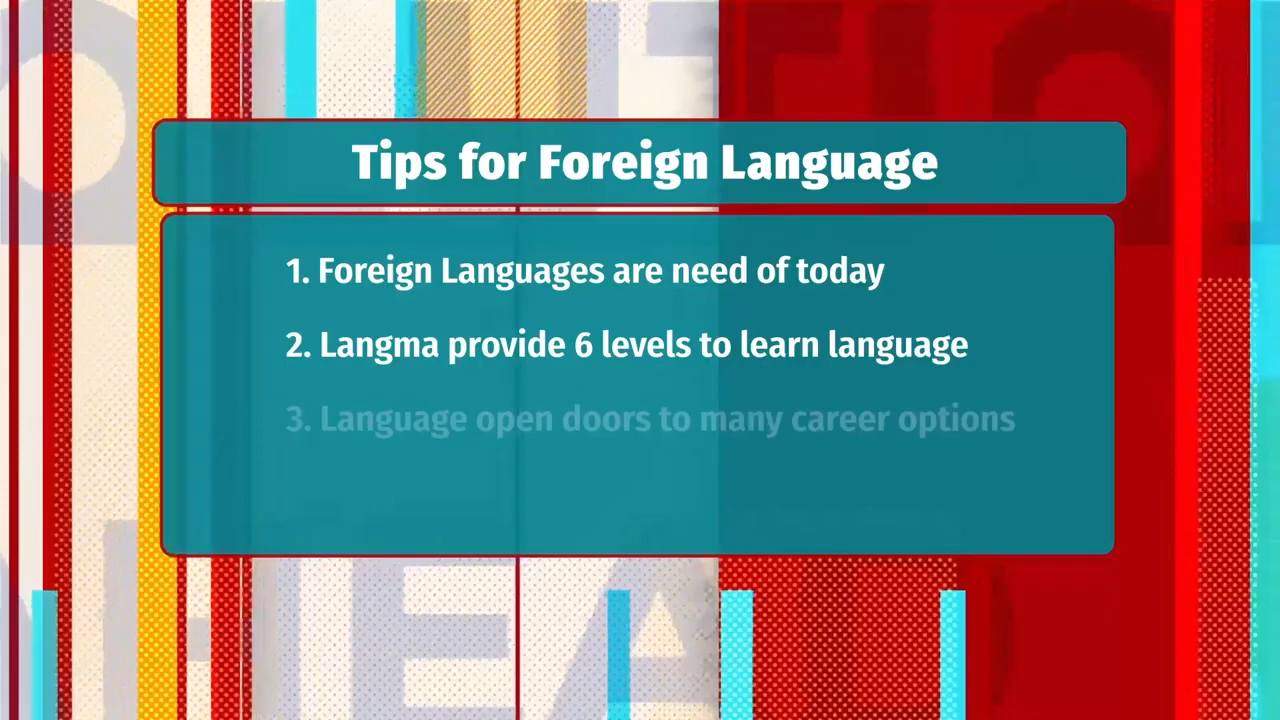 Tips for Foreign Language
1. Foreign Languages are need of today
2. Langma provide 6 levels to learn language
3. Language open doors to many career options